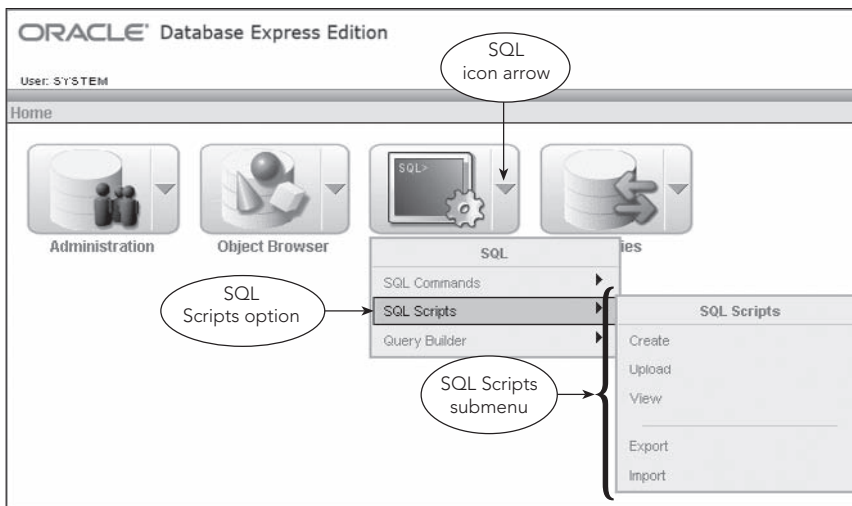 ORACLE® Database Express Edition
SQL
icon arrow
User: SYSTEM
Home
SQL>
Administration
Object Browser
ies
SQL
SQL Commands
SQL Scripts
Query Builder
SQL
Scripts option
SQL Scripts
submenu
SQL Scripts
Create
Upload
View
Export
Import